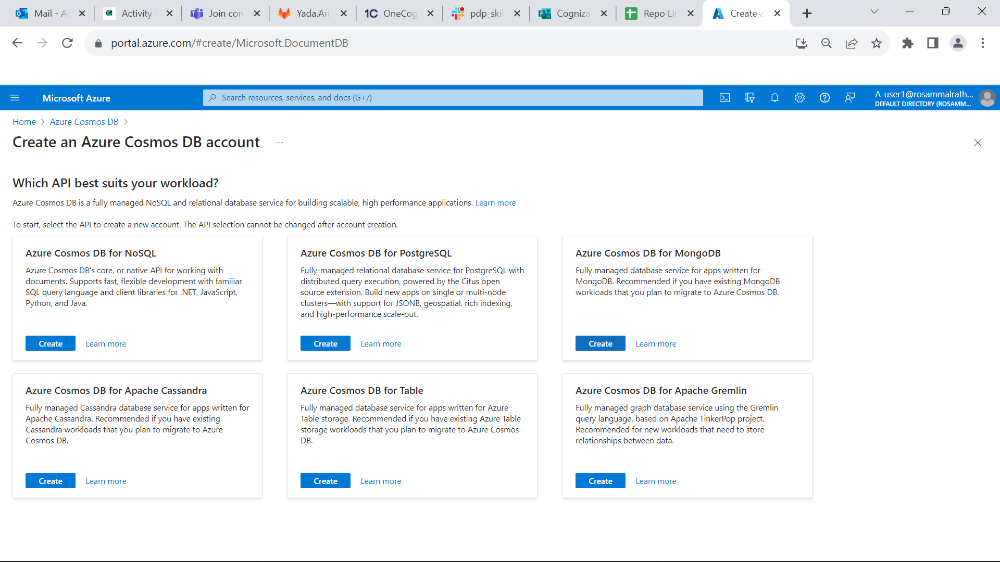 Mail - A
Activity
Join con
Yada.Aru
OneCog
pdp_skil
Cogniza
Repo Lin
Create a
portal.azure.com/#create/Microsoft.DocumentDB
Microsoft Azure
Search resources, services, and docs (G+/)
A-user1@rosammalrath...
DEFAULT DIRECTORY (ROSAMM...
Home > Azure Cosmos DB >
Create an Azure Cosmos DB account ...
Which API best suits your workload?
Azure Cosmos DB is a fully managed NoSQL and relational database service for building scalable, high performance applications. Learn more
To start, select the API to create a new account. The API selection cannot be changed after account creation.
Azure Cosmos DB for NoSQL
Azure Cosmos DB's core, or native API for working with
documents. Supports fast, flexible development with familiar
SQL query language and client libraries for .NET, JavaScript,
Python, and Java.
Create
Learn more
Azure Cosmos DB for PostgreSQL
Fully-managed relational database service for PostgreSQL with
distributed query execution, powered by the Citus open
source extension. Build new apps on single or multi-node
clusters—with support for JSONB, geospatial, rich indexing,
and high-performance scale-out.
Create
Learn more
Azure Cosmos DB for MongoDB
Fully managed database service for apps written for
MongoDB. Recommended if you have existing MongoDB
workloads that you plan to migrate to Azure Cosmos DB.
Create
Learn more
Azure Cosmos DB for Apache Cassandra
Fully managed Cassandra database service for apps written for
Apache Cassandra. Recommended if you have existing
Cassandra workloads that you plan to migrate to Azure
Cosmos DB.
Create
Learn more
Azure Cosmos DB for Table
Fully managed database service for apps written for Azure
Table storage. Recommended if you have existing Azure Table
storage workloads that you plan to migrate to Azure Cosmos
DB.
Create
Learn more
Azure Cosmos DB for Apache Gremlin
Fully managed graph database service using the Gremlin
query language, based on Apache TinkerPop project.
Recommended for new workloads that need to store
relationships between data.
Create
Learn more